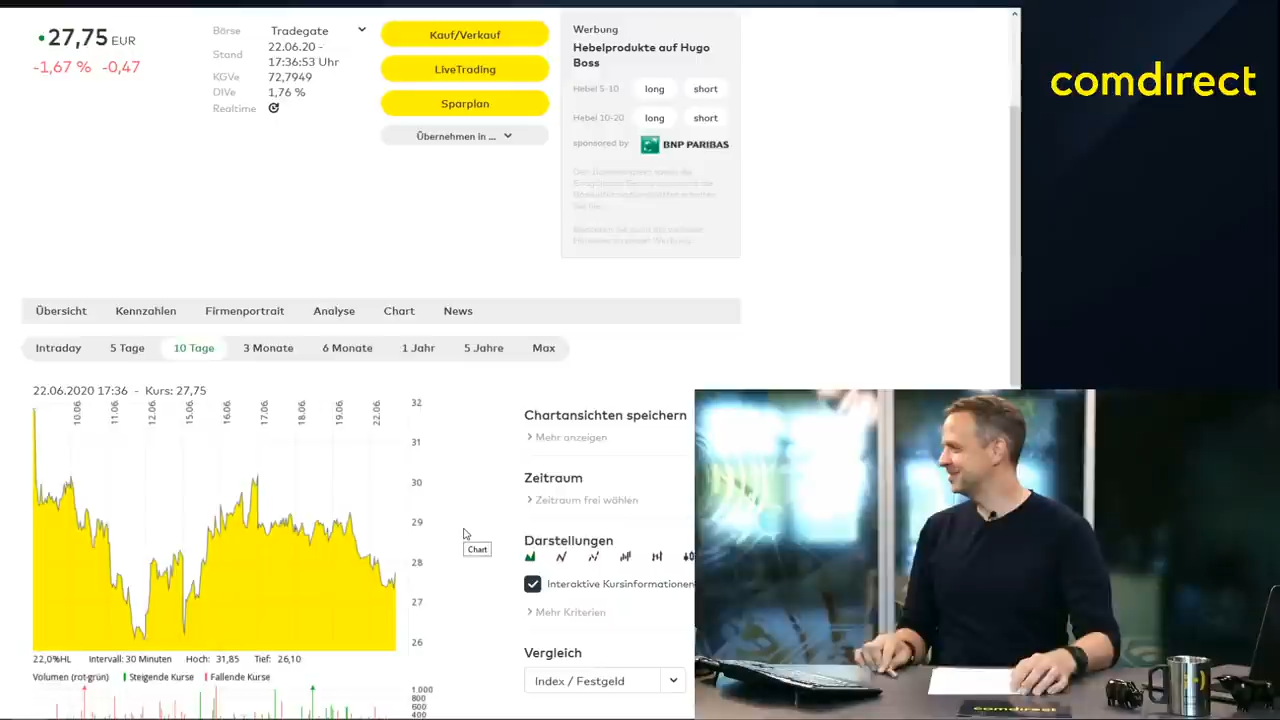 27,75 EUR
-1,67 % -0,47
Börse Tradegate
Stand 22.06.20 -
17:36:53 Uhr
KGVe 72,7949
DIVe 1,76 %
Realtime
Kauf/Verkauf
LiveTrading
Sparplan
Übernehmen in ...
Werbung
Hebelprodukte auf Hugo
Boss
Hebel 5-10 long short
Hebel 10-20 long short
sponsored by BNP PARIBAS
comdirect
Übersicht Kennzahlen Firmenportrait Analyse Chart News
Intraday 5 Tage 10 Tage 3 Monate 6 Monate 1 Jahr 5 Jahre Max
22.06.2020 17:36 - Kurs: 27,75
10.06. 11.06. 12.06. 15.06. 16.06. 17.06. 18.06. 19.06. 22.06.
32
31
30
29
28
27
26
22,0%HL Intervall: 30 Minuten Hoch: 31,85 Tief: 26,10
Volumen (rot-grün) Steigende Kurse Fallende Kurse
1.000
800
600
400
Chart
Chartansichten speichern
Mehr anzeigen
Zeitraum
Zeitraum frei wählen
Darstellungen
Interaktive Kursinformationen
Mehr Kriterien
Vergleich
Index / Festgeld
comdirect